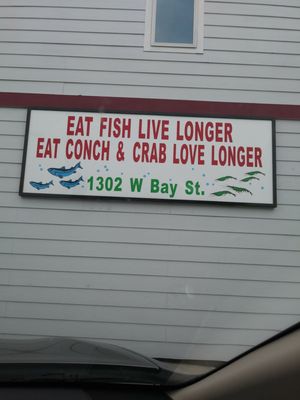 EAT FISH LIVE LONGER
EAT CONCH & CRAB LOVE LONGER
1302 W Bay St.